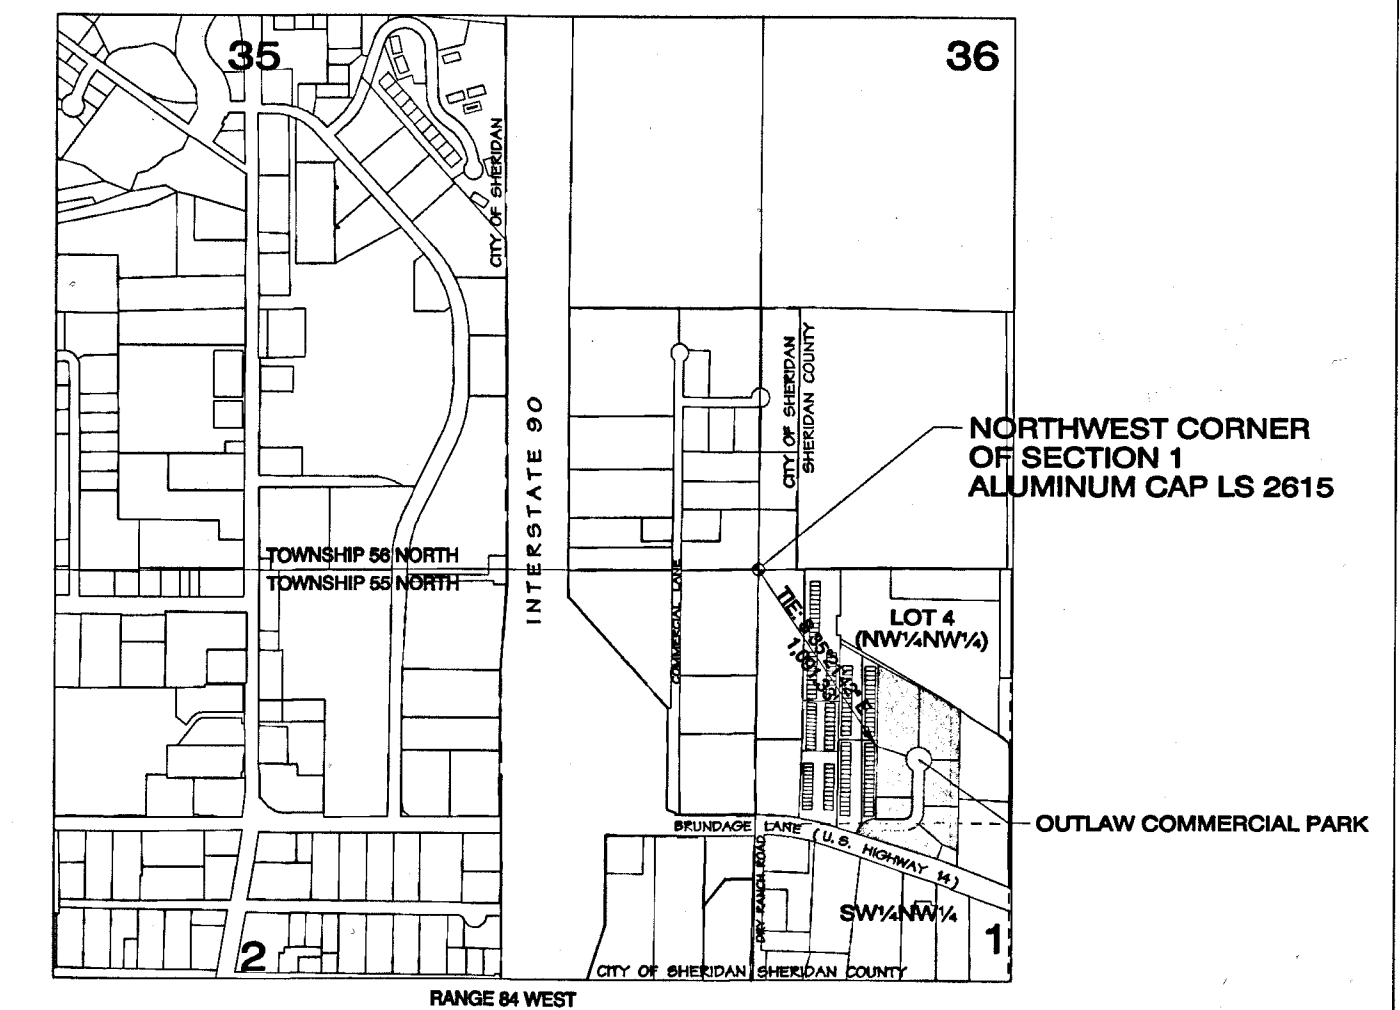 35
36
CITY OF SHERIDAN
INTERSTATE 90
CITY OF SHERIDAN
SHERIDAN COUNTY
NORTHWEST CORNER
OF SECTION 1
ALUMINUM CAP LS 2615
TOWNSHIP 56 NORTH
TOWNSHIP 55 NORTH
COMMERCIAL LANE
TIE: S
E
LOT 4
(NW¼NW¼)
OUTLAW COMMERCIAL PARK
BRUNDAGE LANE (U.S. HIGHWAY 14)
RANCH ROAD
SW¼NW¼
2
1
CITY OF SHERIDAN SHERIDAN COUNTY
RANGE 84 WEST